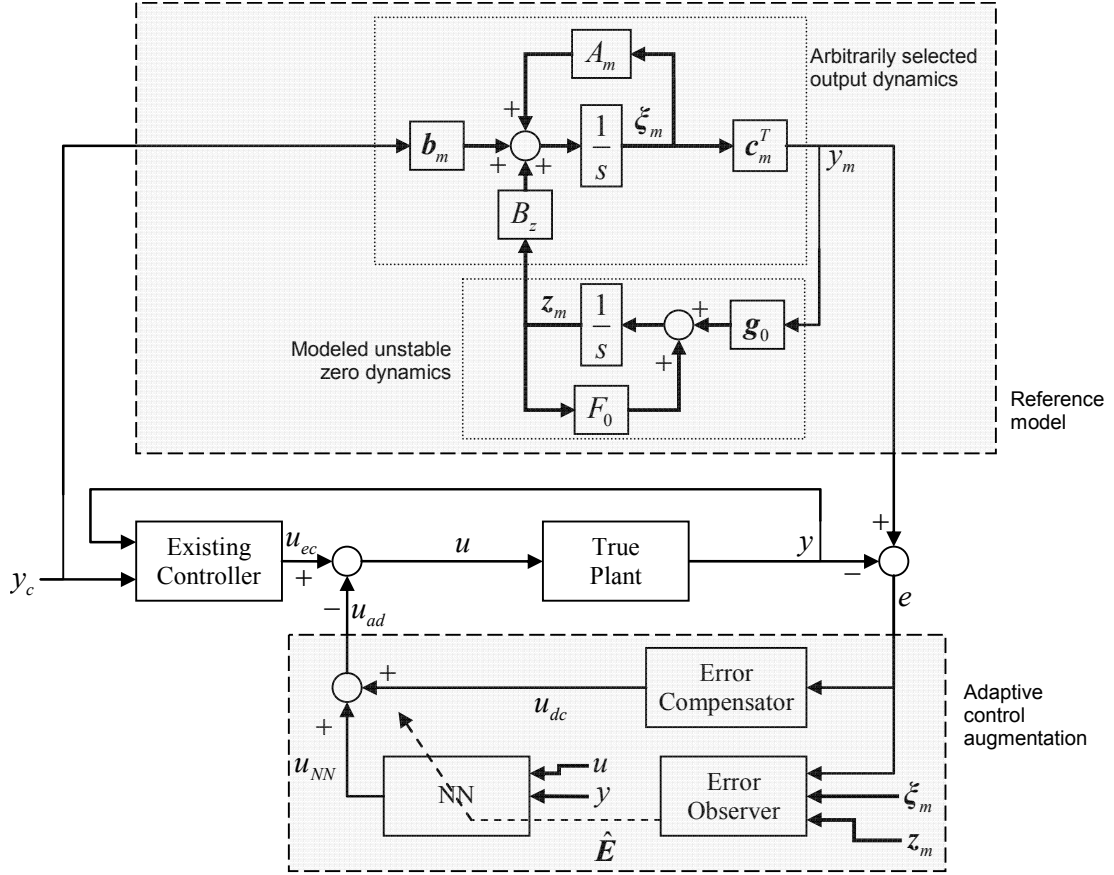 A_m
Arbitrarily selected
output dynamics
+
ξ_m
b_m
+
+
1
s
c_m^T
y_m
B_z
z_m
1
s
+
g_0
Modeled unstable
zero dynamics
+
F_0
Reference
model
Existing
Controller
u_ec
+
u
True
Plant
y
+
−
y_c
e
−
u_ad
+
Error
Compensator
Adaptive
control
augmentation
u_dc
+
u_NN
NN
u
y
Error
Observer
ξ_m
z_m
Ê